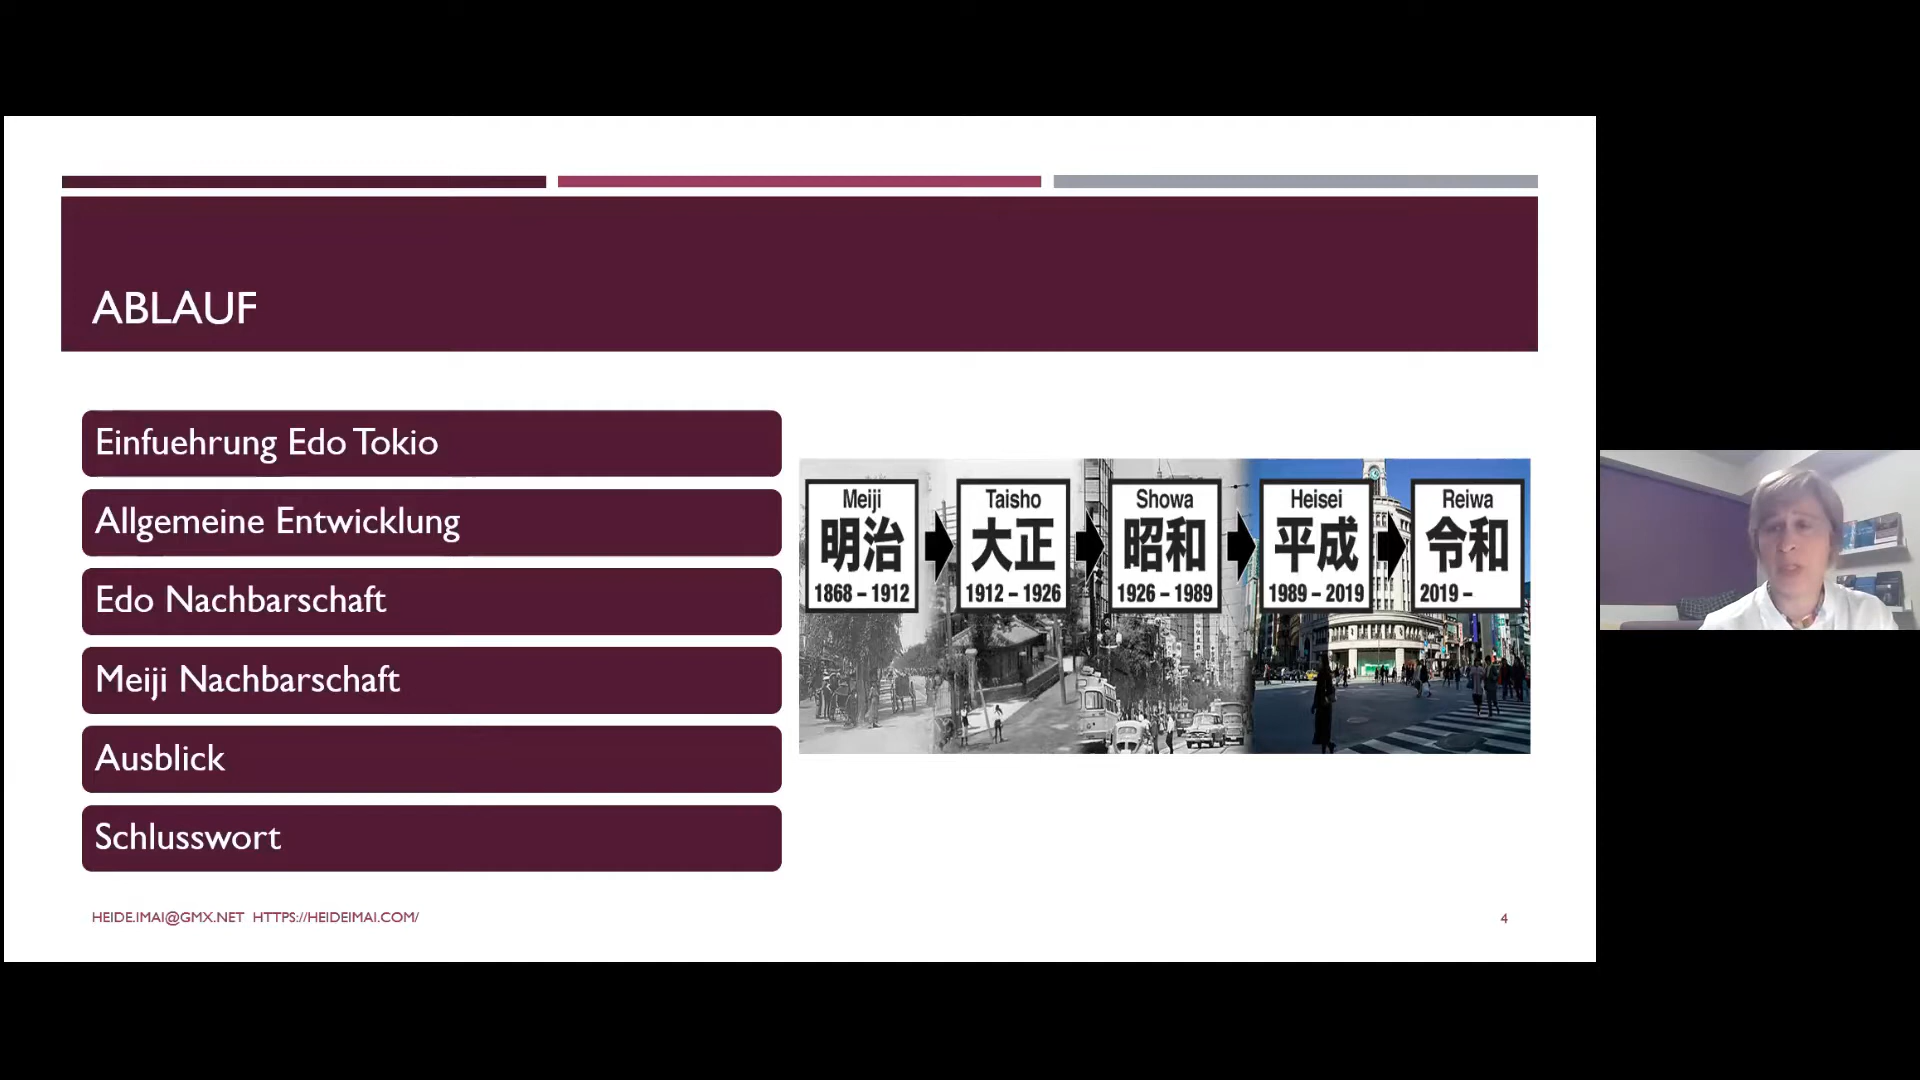 ABLAUF
Einfuehrung Edo Tokio
Allgemeine Entwicklung
Edo Nachbarschaft
Meiji Nachbarschaft
Ausblick
Schlusswort
Meiji
明治
1868 – 1912
Taisho
大正
1912 – 1926
Showa
昭和
1926 – 1989
Heisei
平成
1989 – 2019
Reiwa
令和
2019 –
HEIDE.IMAI@GMX.NET HTTPS://HEIDEIMAI.COM/
4